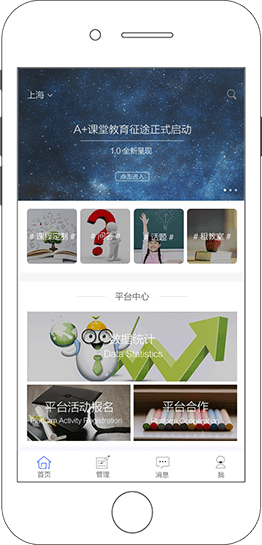 上海
A+课堂教育征途正式启动
1.0 全新呈现
点击进入
# 课程定制 #
# 问答 #
# 话题 #
# 租教室 #
平台中心
数据统计
Data Statistics
平台活动报名
Platform Activity Registration
平台合作
Platform Cooperation
首页
管理
消息
我